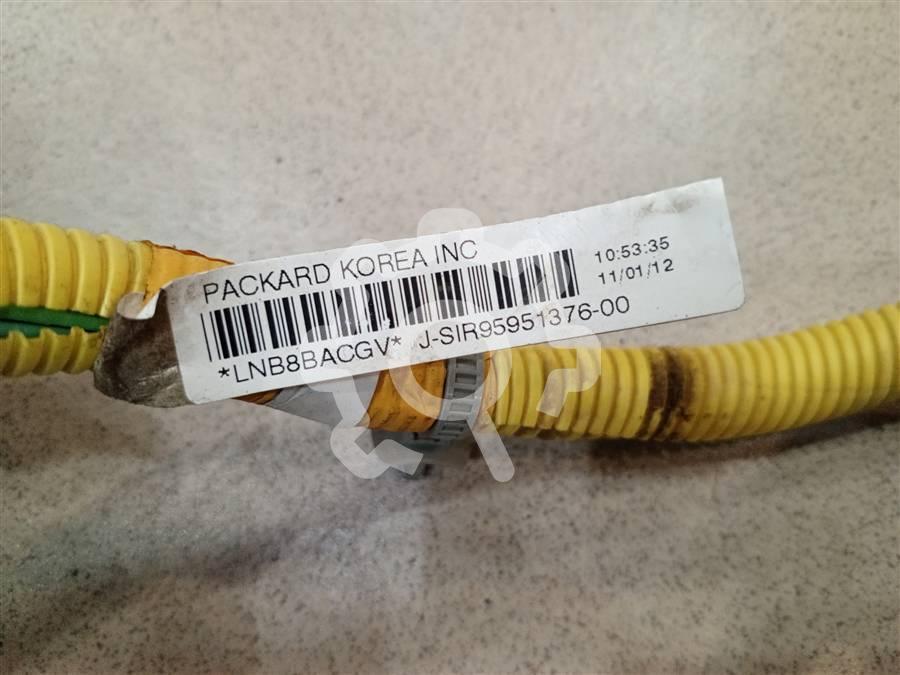 PACKARD KOREA INC
10:53:35
11/01/12
*LNB8BACGV* J-SIR95951376-00